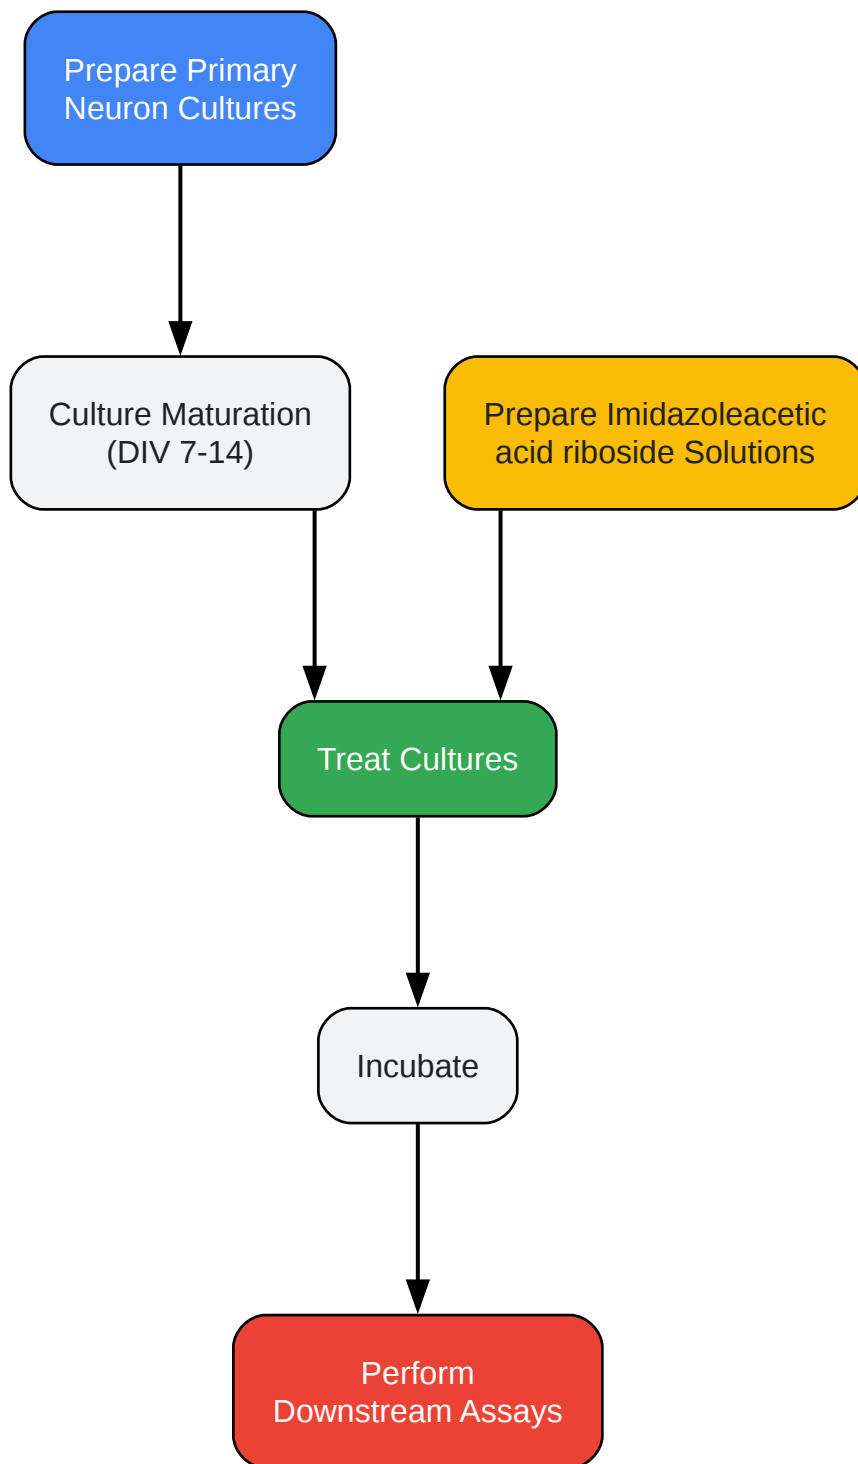 Prepare Primary
Neuron Cultures
Culture Maturation
(DIV 7-14)
Prepare Imidazoleacetic
acid riboside Solutions
Treat Cultures
Incubate
Perform
Downstream Assays